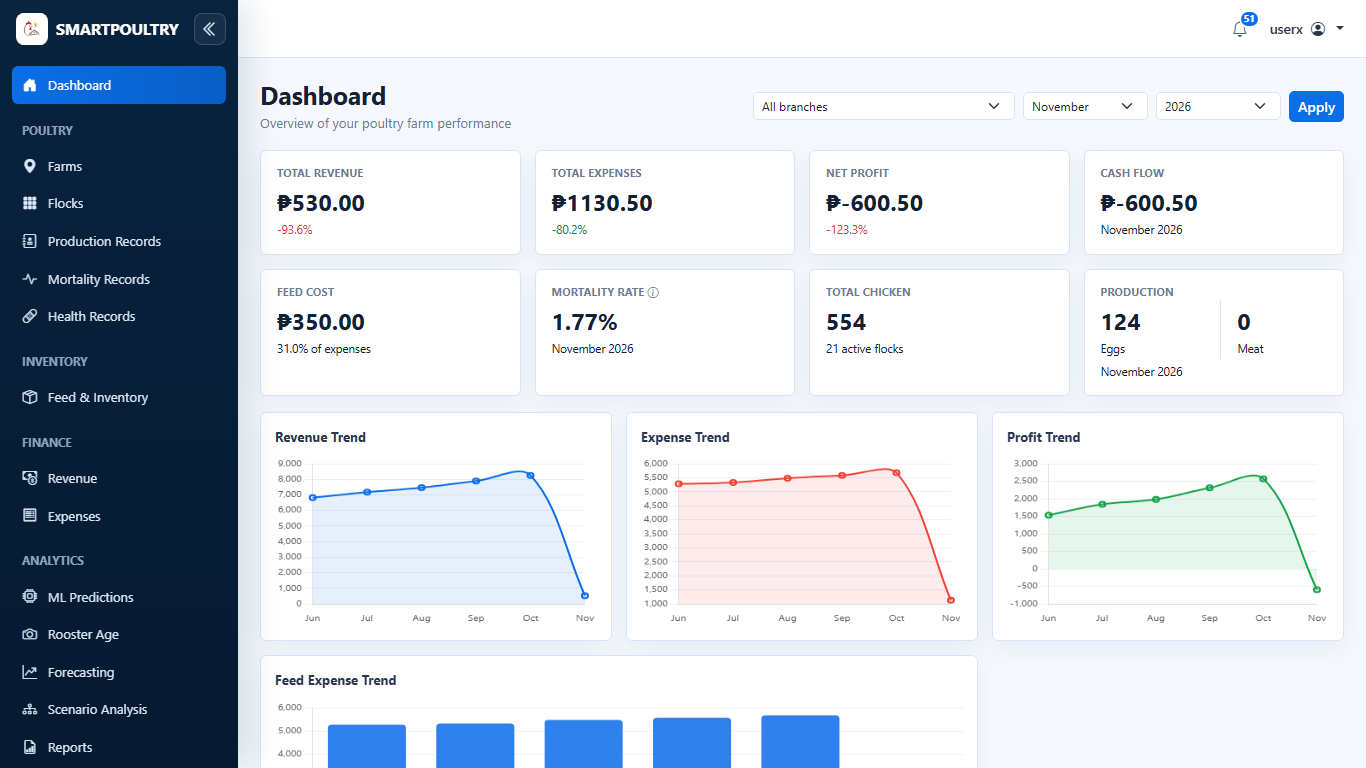 SMARTPOULTRY
51
userx
Dashboard
POULTRY
Farms
Flocks
Production Records
Mortality Records
Health Records
INVENTORY
Feed & Inventory
FINANCE
Revenue
Expenses
ANALYTICS
ML Predictions
Rooster Age
Forecasting
Scenario Analysis
Reports
Dashboard
Overview of your poultry farm performance
All branches
November
2026
Apply
TOTAL REVENUE
₱530.00
-93.6%
TOTAL EXPENSES
₱1130.50
-80.2%
NET PROFIT
₱-600.50
-123.3%
CASH FLOW
₱-600.50
November 2026
FEED COST
₱350.00
31.0% of expenses
MORTALITY RATE
1.77%
November 2026
TOTAL CHICKEN
554
21 active flocks
PRODUCTION
124
Eggs
0
Meat
November 2026
Revenue Trend
9,000
8,000
7,000
6,000
5,000
4,000
3,000
2,000
1,000
0
Jun Jul Aug Sep Oct Nov
Expense Trend
6,000
5,500
5,000
4,500
4,000
3,500
3,000
2,500
2,000
1,500
1,000
Jun Jul Aug Sep Oct Nov
Profit Trend
3,000
2,500
2,000
1,500
1,000
500
0
-500
-1,000
Jun Jul Aug Sep Oct Nov
Feed Expense Trend
6,000
5,000
4,000